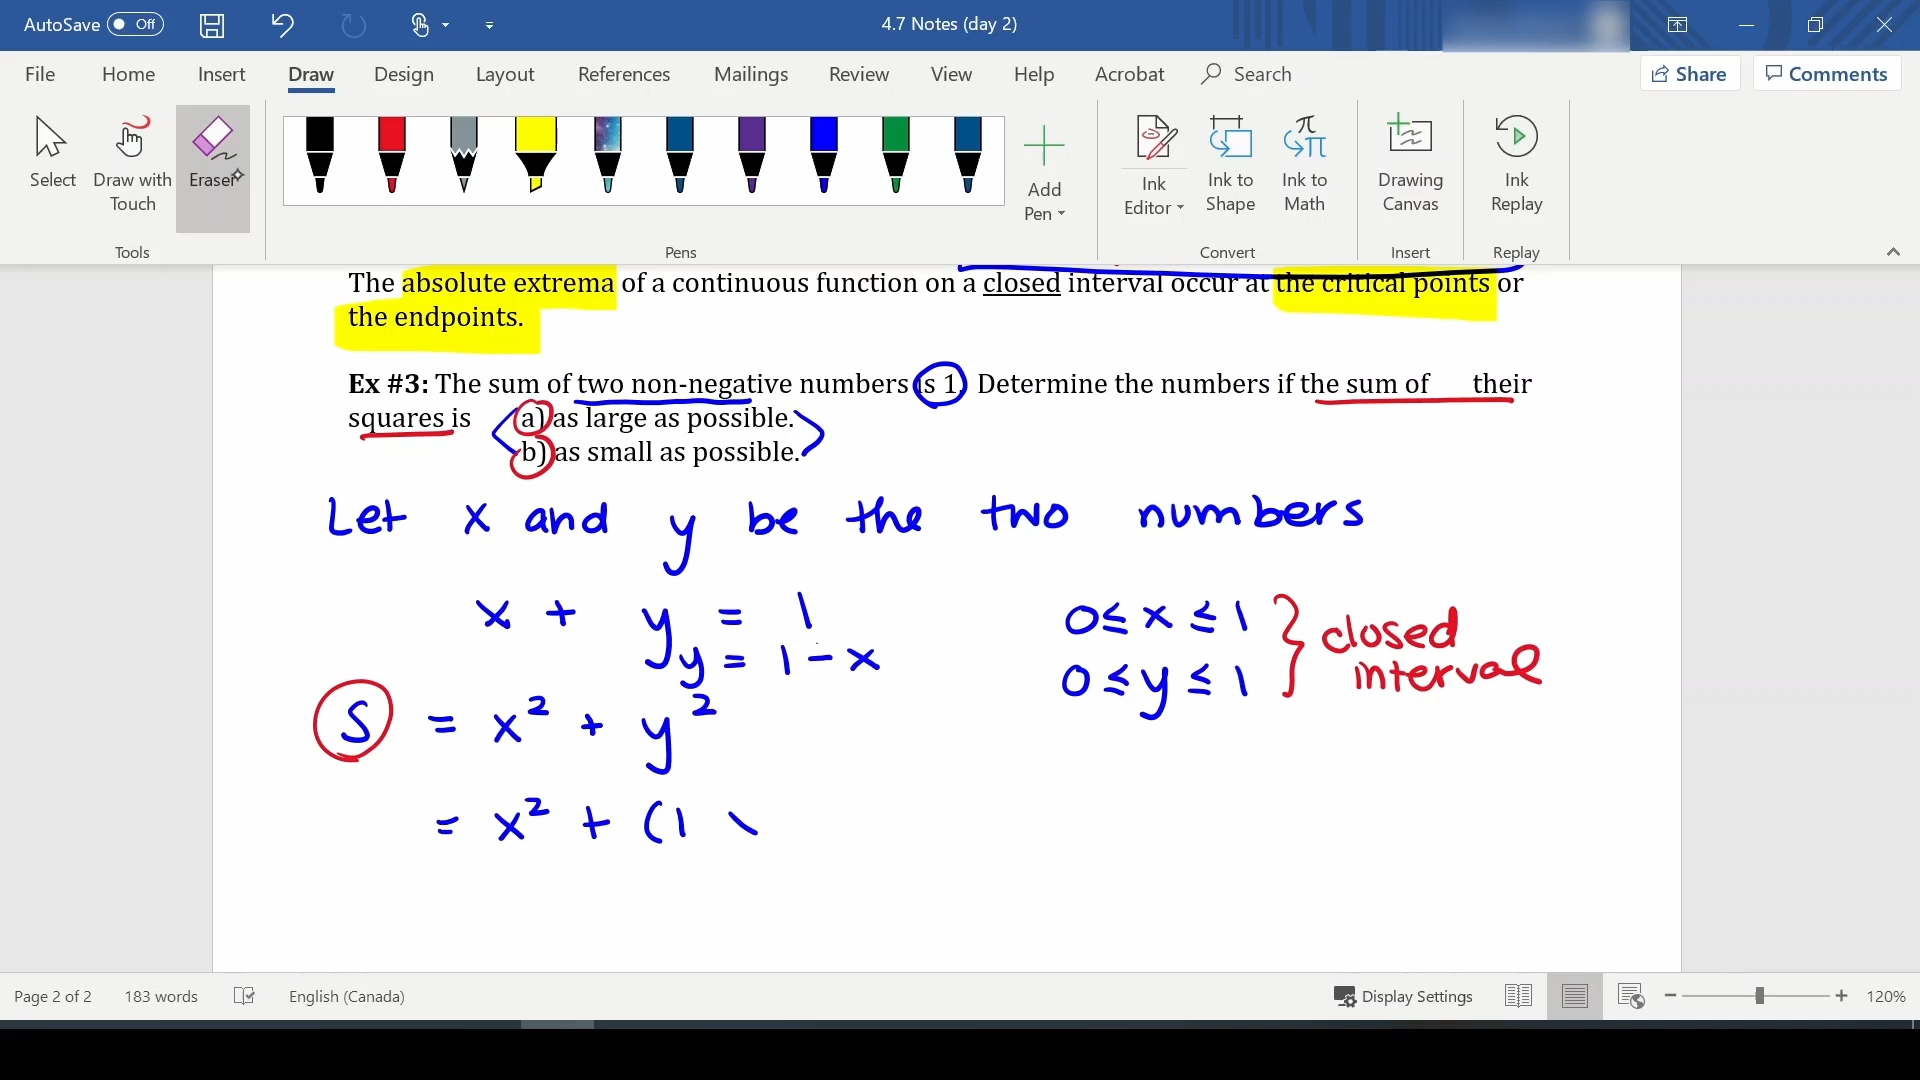 AutoSave Off 4.7 Notes (day 2)
File Home Insert Draw Design Layout References Mailings Review View Help Acrobat Search Share Comments
Select Draw with Touch Eraser Add Pen Ink Editor Ink to Shape Ink to Math Drawing Canvas Ink Replay
Tools Pens Convert Insert Replay
The absolute extrema of a continuous function on a closed interval occur at the critical points or
the endpoints.
Ex #3: The sum of two non-negative numbers is 1. Determine the numbers if the sum of their
squares is a) as large as possible.
b) as small as possible.
Let x and y be the two numbers
x + y = 1 0 ≤ x ≤ 1
y = 1 - x closed interval
0 ≤ y ≤ 1
S = x² + y²
= x² + (1
Page 2 of 2 183 words English (Canada) Display Settings 120%